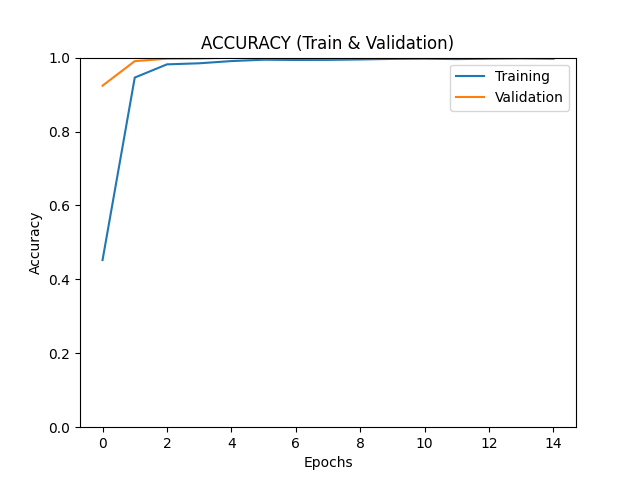 ACCURACY (Train & Validation)
1.0
0.8
0.6
0.4
0.2
0.0
Accuracy
Training
Validation
0 2 4 6 8 10 12 14
Epochs